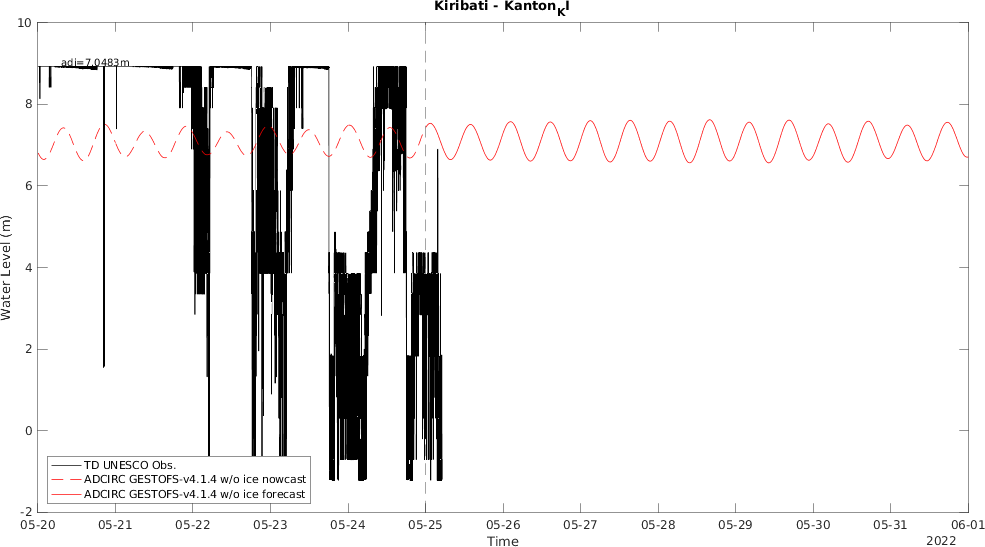 Kiribati - Kanton_KI
10
adj=7.0483m
8
6
4
2
0
-2
Water Level (m)
TD UNESCO Obs.
ADCIRC GESTOFS-v4.1.4 w/o ice nowcast
ADCIRC GESTOFS-v4.1.4 w/o ice forecast
05-20 05-21 05-22 05-23 05-24 05-25 05-26 05-27 05-28 05-29 05-30 05-31 06-01
Time
2022